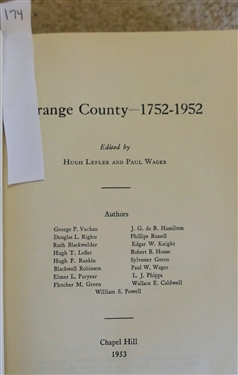 174
range County—1752-1952
Edited by
Hugh Lefler and Paul Wager
Authors
George P. Vachan
J. G. de R. Hamilton
Douglas L. Rights
Phillips Russell
Ruth Blackwelder
Edgar W. Knight
Hugh T. Lefler
Robert B. House
Hugh F. Rankin
Sylvester Green
Blackwell Robinson
Paul W. Wager
Elmer L. Puryear
L. J. Phipps
Fletcher M. Green
Wallace E. Caldwell
William S. Powell
Chapel Hill
1953